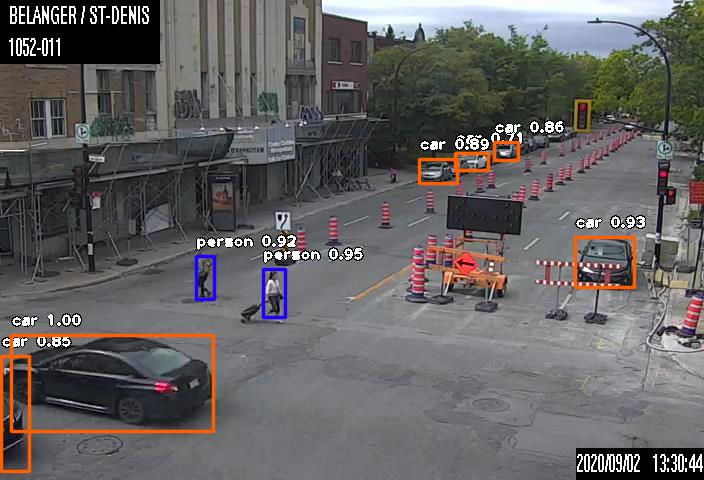 BELANGER / ST-DENIS
1052-011
car 0.86
car 0.89
person 0.92
person 0.95
car 0.93
car 1.00
car 0.85
2020/09/02 13:30:44